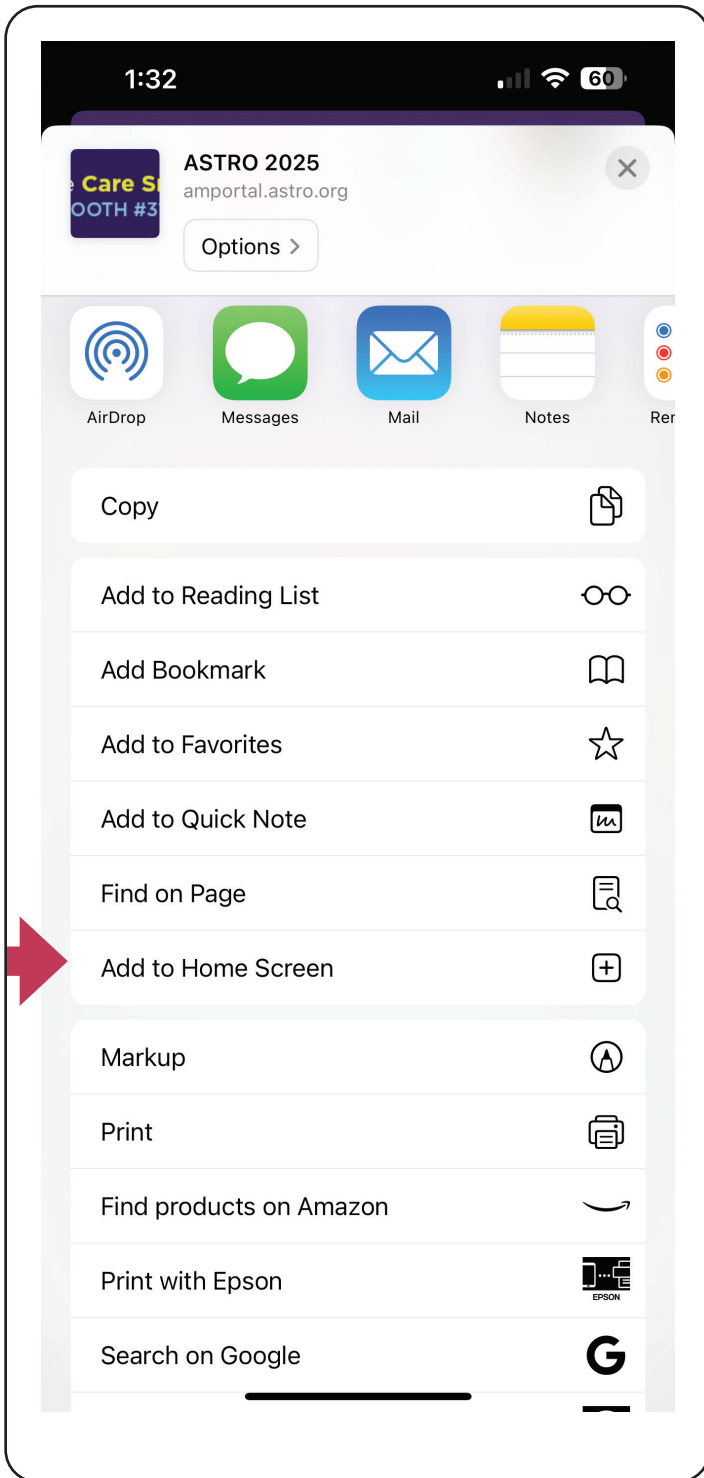 1:32
60
Care S
OOTH #3
ASTRO 2025
amportal.astro.org
Options
AirDrop
Messages
Mail
Notes
Rer
Copy
Add to Reading List
Add Bookmark
Add to Favorites
Add to Quick Note
Find on Page
Add to Home Screen
Markup
Print
Find products on Amazon
Print with Epson
EPSON
Search on Google
G